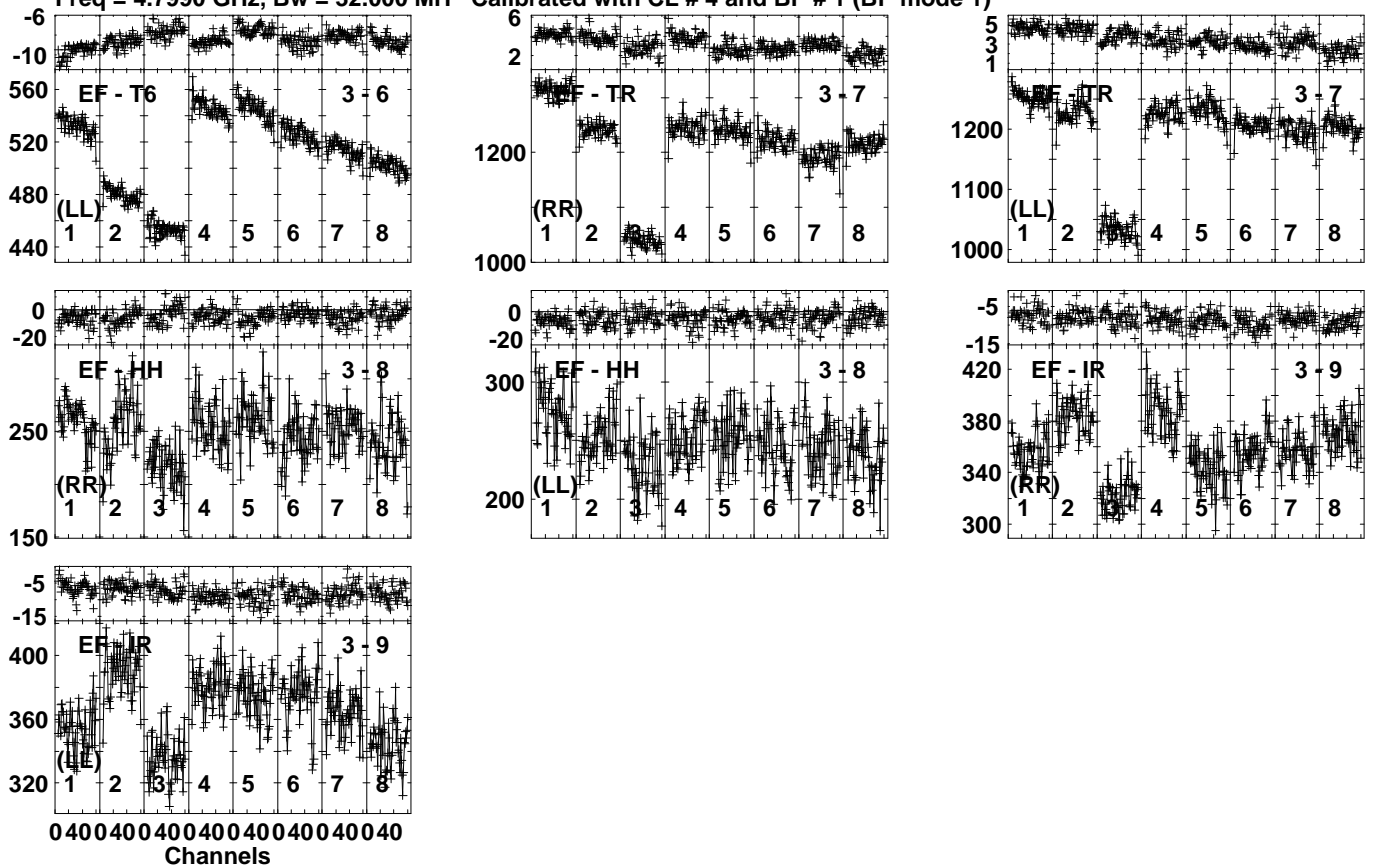 Freq = 4.7990 GHz, Bw = 32.000 MH Calibrated with CL # 4 and BP # 1 (BP mode 1)
-6
-10
560
520
480
440
EF - T6
3 - 6
(LL)
1 2 3 4 5 6 7 8
6
2
1200
1000
EF - TR
3 - 7
(RR)
1 2 3 4 5 6 7 8
5
3
1
1200
1100
1000
EF - TR
3 - 7
(LL)
1 2 3 4 5 6 7 8
0
-20
250
150
EF - HH
3 - 8
(RR)
1 2 3 4 5 6 7 8
0
-20
300
200
EF - HH
3 - 8
(LL)
1 2 3 4 5 6 7 8
-5
-15
420
380
340
300
EF - IR
3 - 9
(RR)
1 2 3 4 5 6 7 8
-5
-15
400
360
320
EF - IR
3 - 9
(LL)
1 2 3 4 5 6 7 8
0 40 0 40 0 40 0 40 0 40 0 40 0 40 0 40
Channels